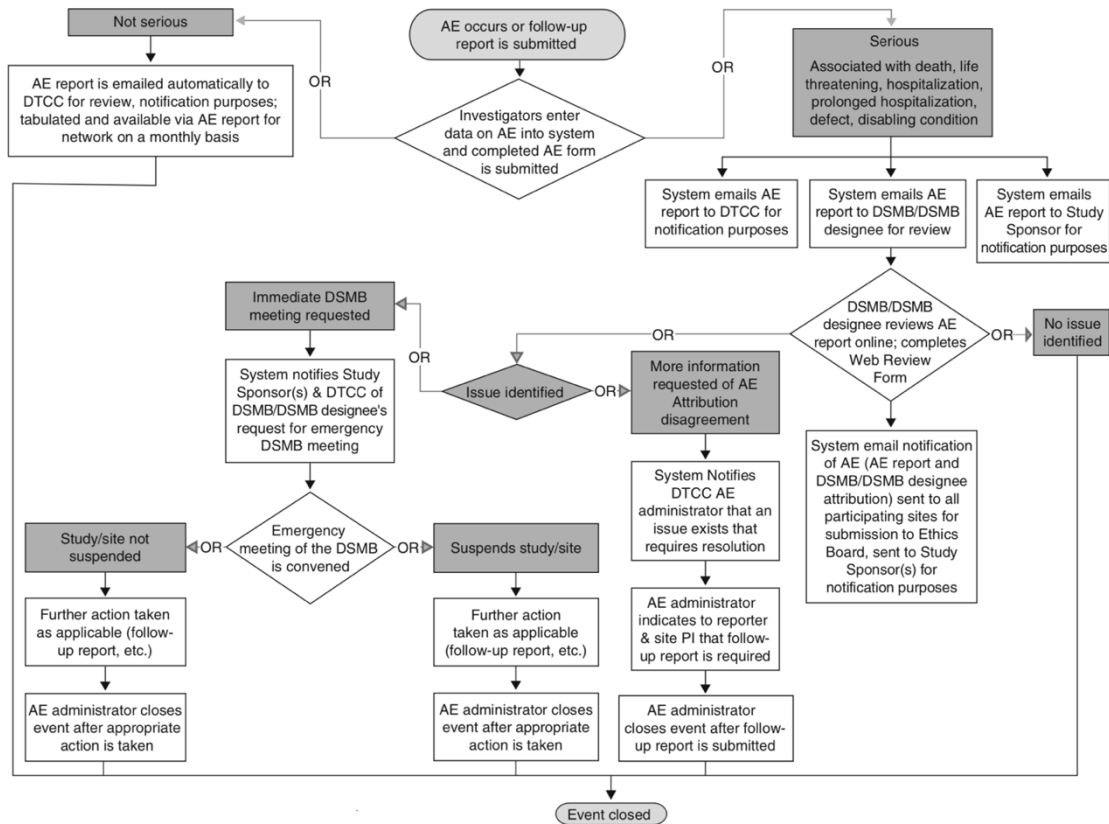 Not serious
AE report is emailed automatically to
DTCC for review, notification purposes;
tabulated and available via AE report for
network on a monthly basis
OR
AE occurs or follow-up
report is submitted
Investigators enter
data on AE into system
and completed AE form
is submitted
OR
Serious
Associated with death, life
threatening, hospitalization,
prolonged hospitalization,
defect, disabling condition
System emails AE
report to DTCC for
notification purposes
System emails AE
report to DSMB/DSMB
designee for review
System emails
AE report to Study
Sponsor for
notification purposes
DSMB/DSMB
designee reviews AE
report online; completes
Web Review
Form
OR
No issue
identified
OR
System email notification
of AE (AE report and
DSMB/DSMB designee
attribution) sent to all
participating sites for
submission to Ethics
Board, sent to Study
Sponsor(s) for
notification purposes
Issue identified
OR
More information
requested of AE
Attribution
disagreement
System Notifies
DTCC AE
administrator that an
issue exists that
requires resolution
AE administrator
indicates to reporter
& site PI that follow-
up report is required
AE administrator
closes event after follow-
up report is submitted
OR
Immediate DSMB
meeting requested
System notifies Study
Sponsor(s) & DTCC of
DSMB/DSMB designee's
request for emergency
DSMB meeting
Emergency
meeting of the DSMB
is convened
OR
Study/site not
suspended
Further action taken
as applicable (follow-
up report, etc.)
AE administrator closes
event after appropriate
action is taken
OR
Suspends study/site
Further action
taken as applicable
(follow-up report, etc.)
AE administrator closes
event after appropriate
action is taken
Event closed